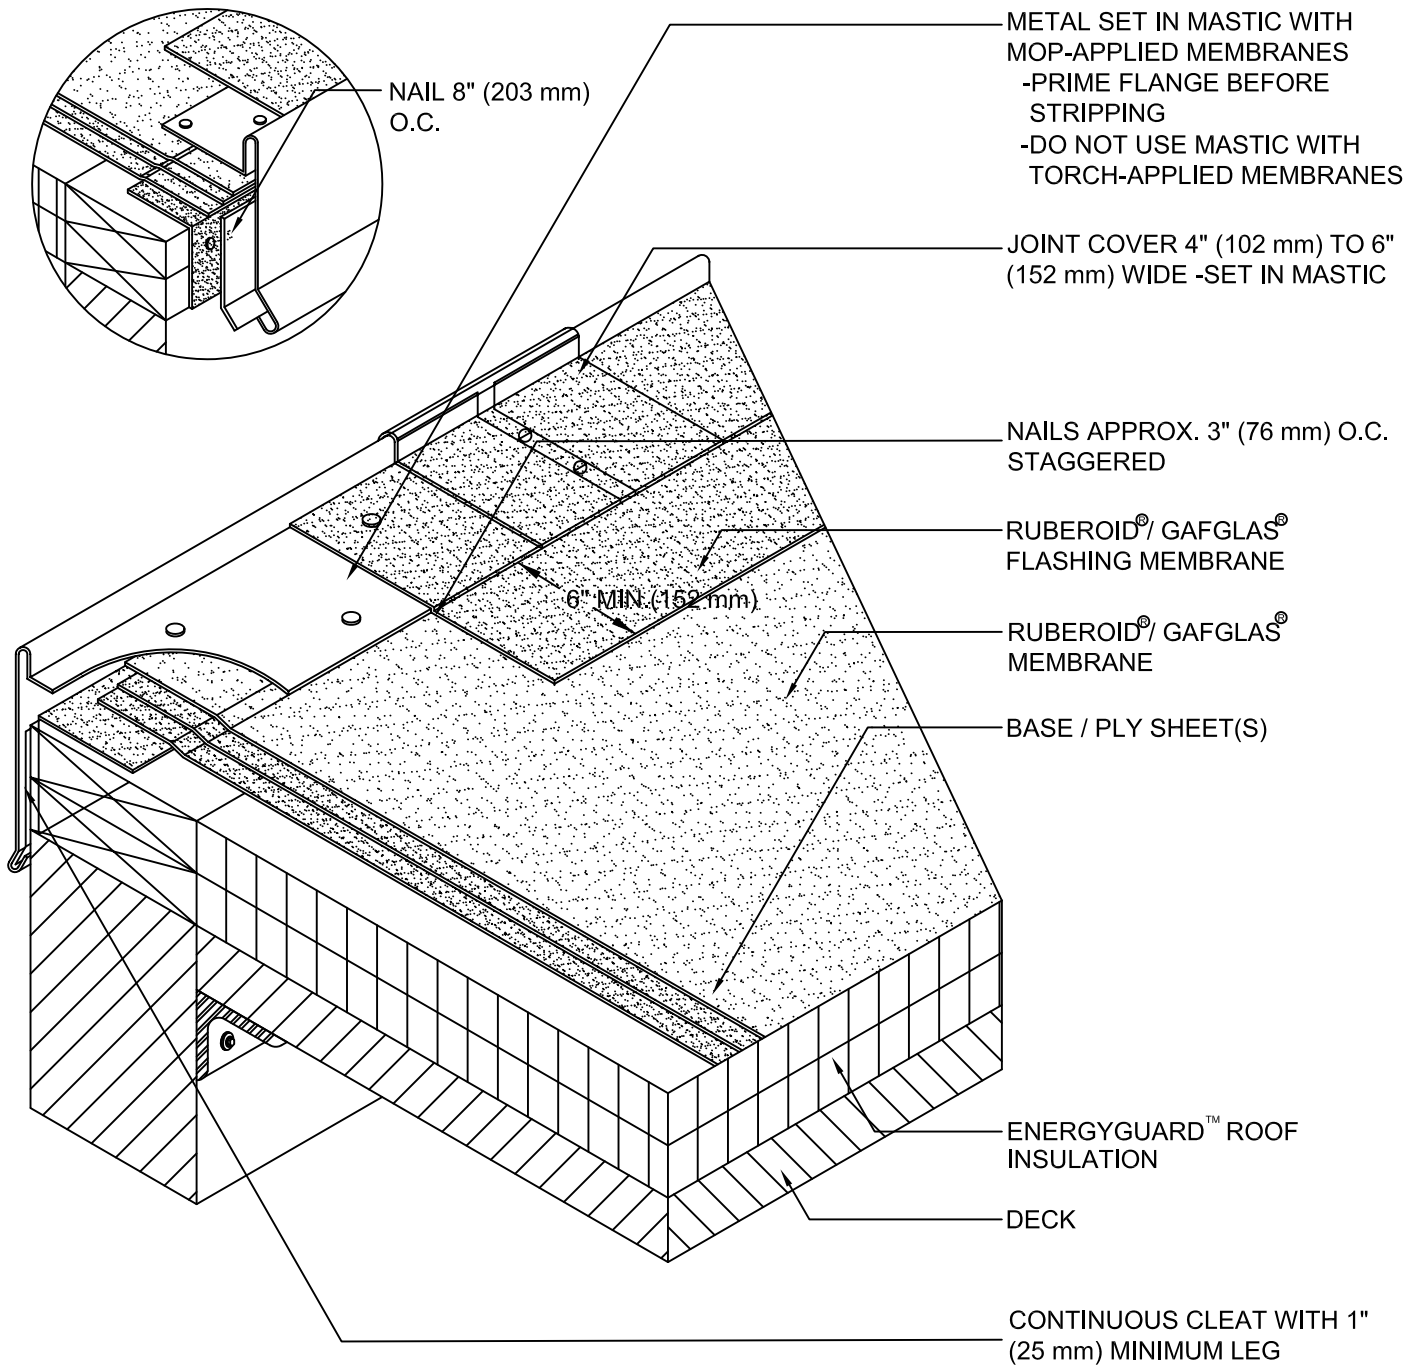 METAL SET IN MASTIC WITH
MOP-APPLIED MEMBRANES
-PRIME FLANGE BEFORE
STRIPPING
-DO NOT USE MASTIC WITH
TORCH-APPLIED MEMBRANES
NAIL 8" (203 mm)
O.C.
JOINT COVER 4" (102 mm) TO 6"
(152 mm) WIDE -SET IN MASTIC
NAILS APPROX. 3" (76 mm) O.C.
STAGGERED
RUBEROID®/ GAFGLAS®
FLASHING MEMBRANE
6" MIN.(152 mm)
RUBEROID®/ GAFGLAS®
MEMBRANE
BASE / PLY SHEET(S)
ENERGYGUARD™ ROOF
INSULATION
DECK
CONTINUOUS CLEAT WITH 1"
(25 mm) MINIMUM LEG